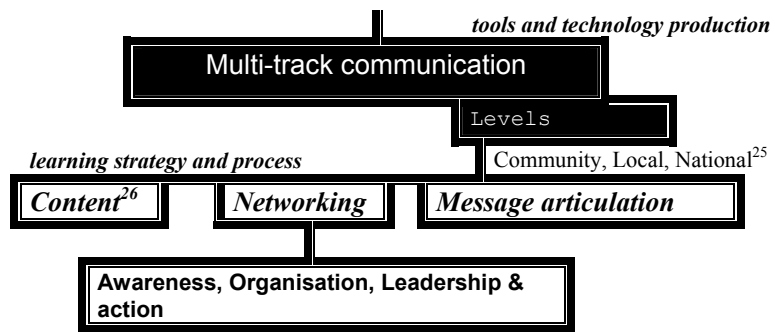 tools and technology production
Multi-track communication
Levels
learning strategy and process
Community, Local, National25
Content26
Networking
Message articulation
Awareness, Organisation, Leadership &
action